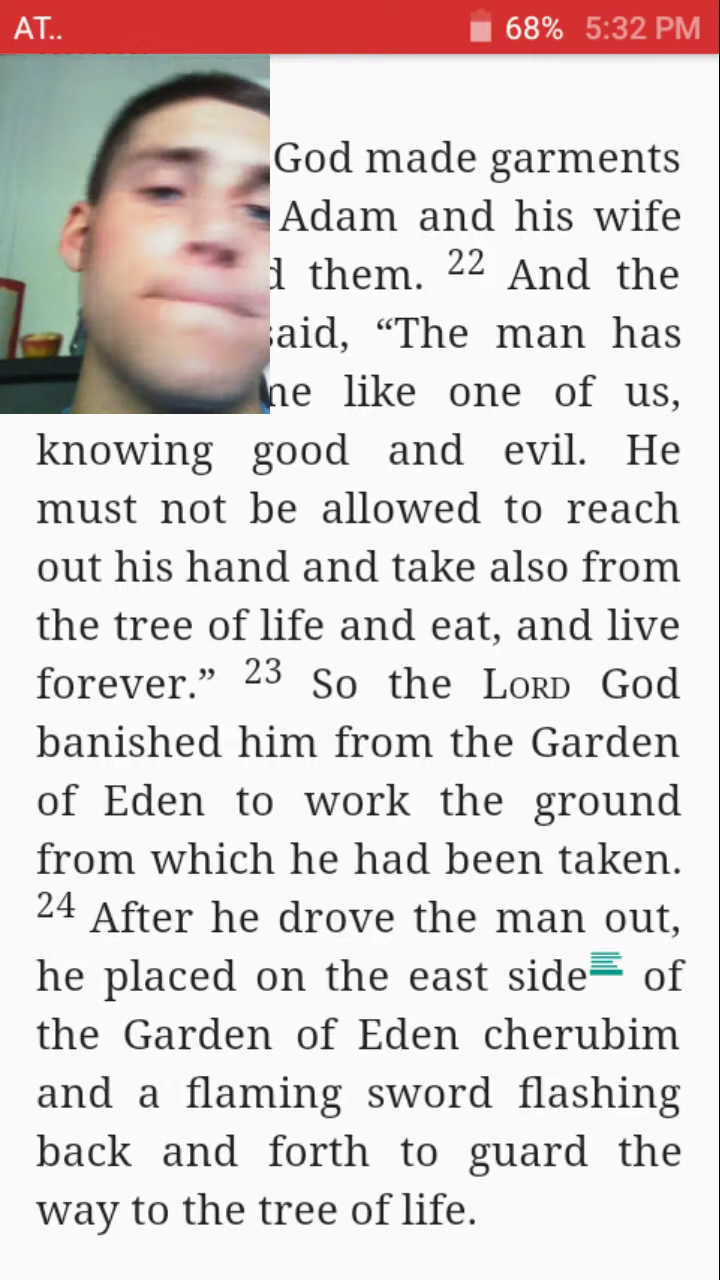 AT.. 68% 5:32 PM
God made garments
Adam and his wife
them. 22 And the
said, “The man has
like one of us,
knowing good and evil. He
must not be allowed to reach
out his hand and take also from
the tree of life and eat, and live
forever.” 23 So the LORD God
banished him from the Garden
of Eden to work the ground
from which he had been taken.
24 After he drove the man out,
he placed on the east side of
the Garden of Eden cherubim
and a flaming sword flashing
back and forth to guard the
way to the tree of life.